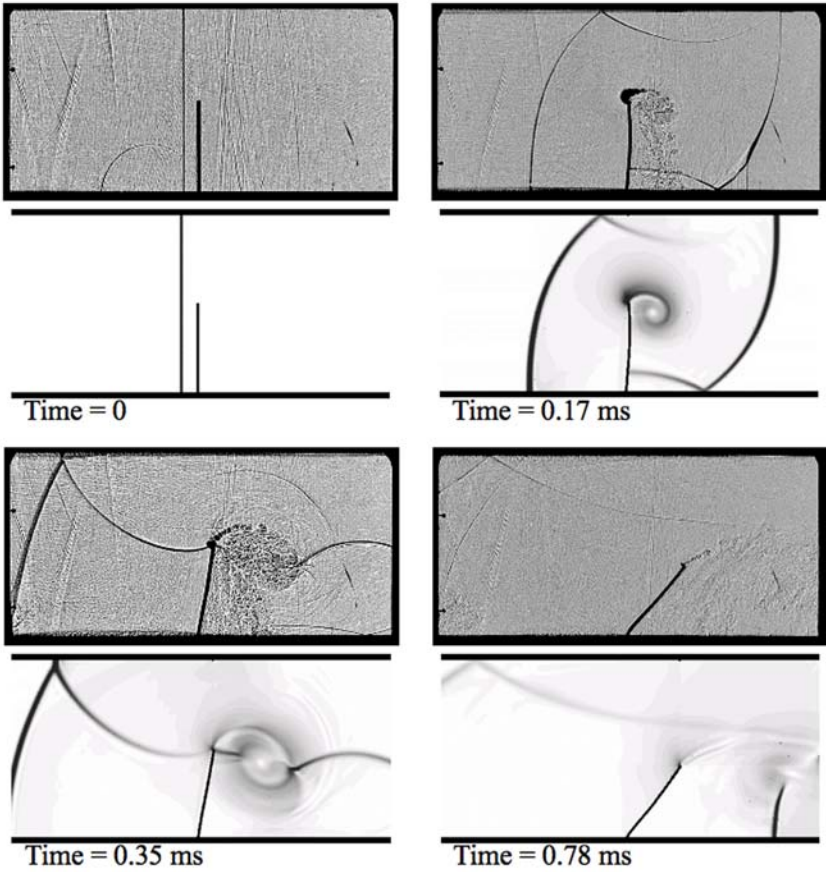 Time = 0
Time = 0.17 ms
Time = 0.35 ms
Time = 0.78 ms